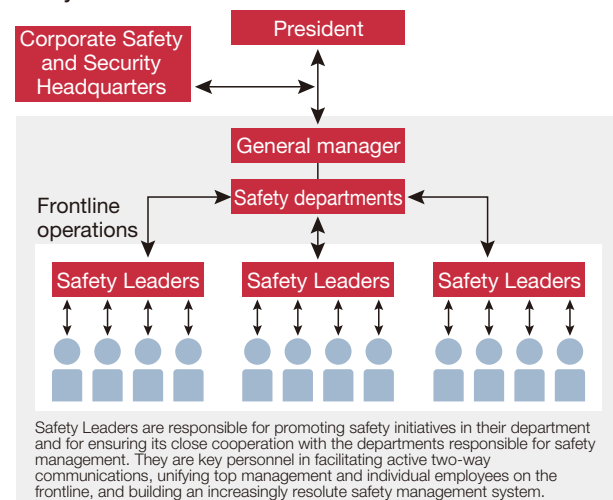 President
Corporate Safety
and Security
Headquarters
General manager
Safety departments
Frontline
operations
Safety Leaders
Safety Leaders
Safety Leaders
Safety Leaders are responsible for promoting safety initiatives in their department
and for ensuring its close cooperation with the departments responsible for safety
management. They are key personnel in facilitating active two-way
communications, unifying top management and individual employees on the
frontline, and building an increasingly resolute safety management system.